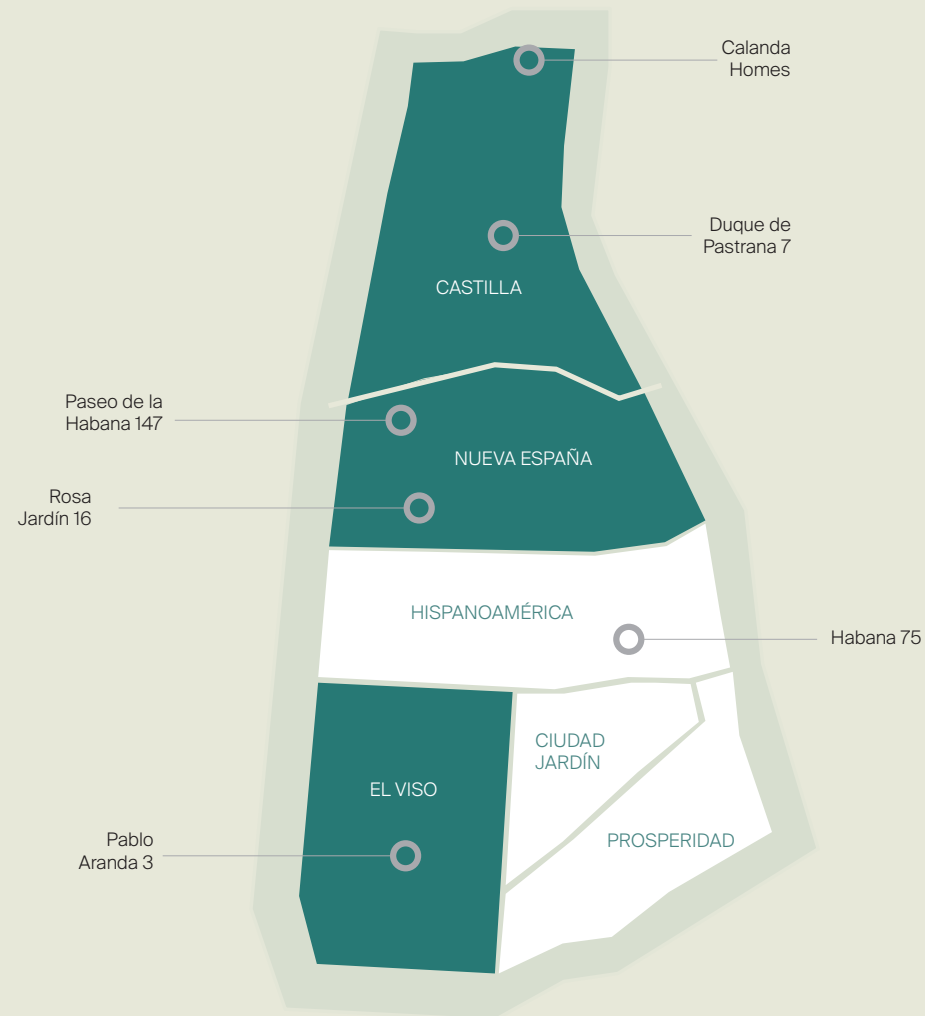 Calanda
Homes
Duque de
Pastrana 7
CASTILLA
Paseo de la
Habana 147
NUEVA ESPAÑA
Rosa
Jardín 16
HISPANOAMÉRICA
Habana 75
CIUDAD
JARDÍN
EL VISO
PROSPERIDAD
Pablo
Aranda 3